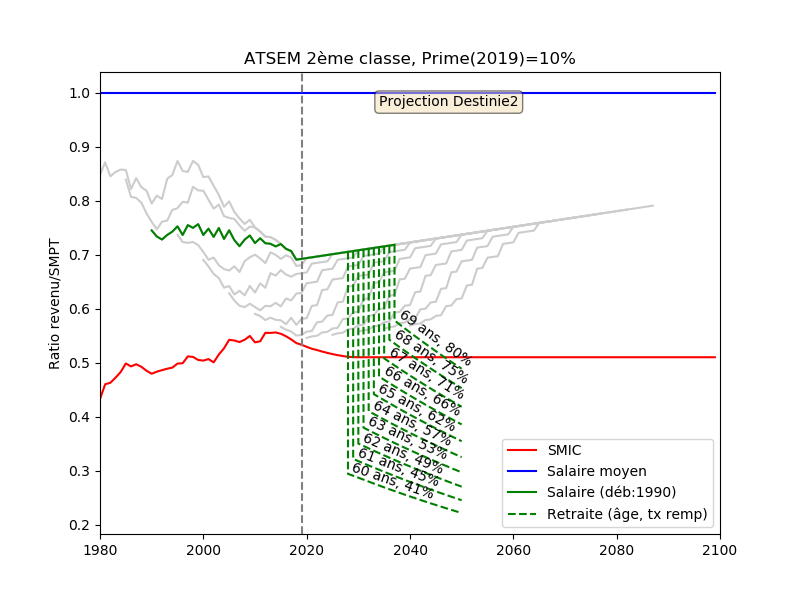 ATSEM 2ème classe, Prime(2019)=10%
Projection Destinie2
Ratio revenu/SMPT
1.0
0.9
0.8
0.7
0.6
0.5
0.4
0.3
0.2
69 ans, 80%
68 ans, 75%
67 ans, 71%
66 ans, 66%
65 ans, 62%
64 ans, 57%
63 ans, 53%
62 ans, 49%
61 ans, 45%
60 ans, 41%
SMIC
Salaire moyen
Salaire (déb:1990)
Retraite (âge, tx remp)
1980 2000 2020 2040 2060 2080 2100